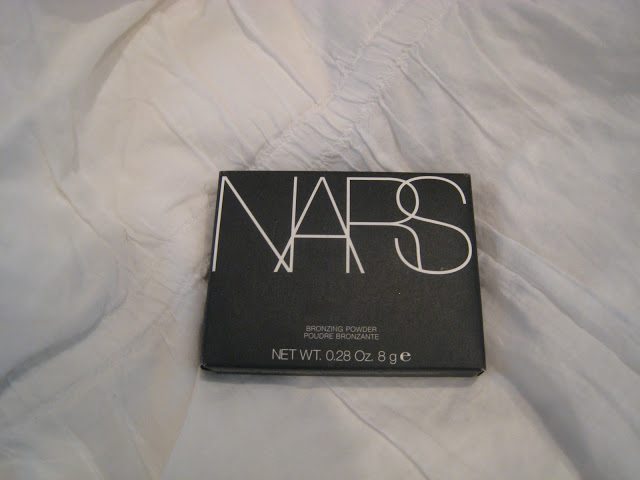 NARS
BRONZING POWDER
POUDRE BRONZANTE
NET WT. 0.28 Oz. 8 g ℮